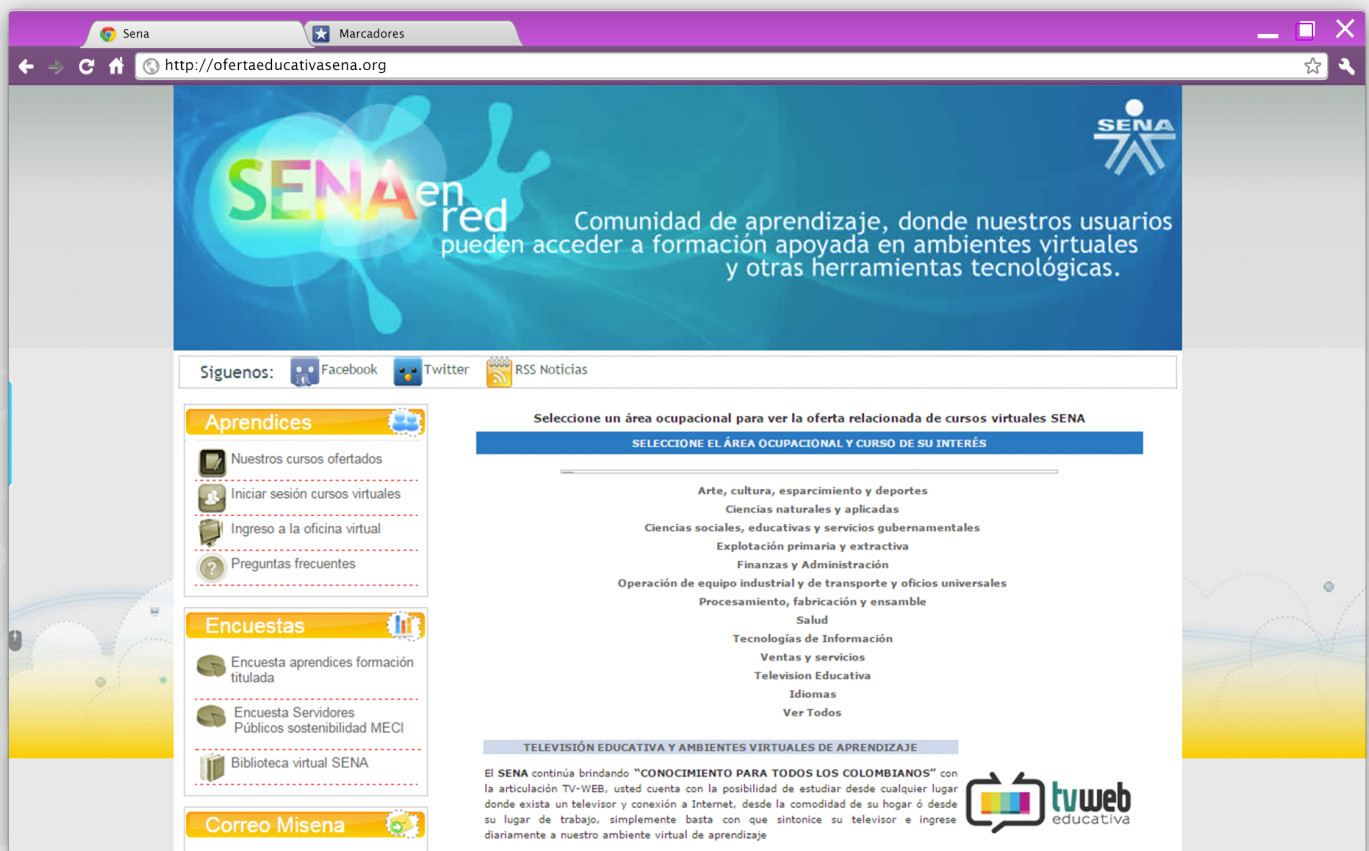 Sena
Marcadores
http://ofertaeducativasena.org
SENA
SENA en
red
Comunidad de aprendizaje, donde nuestros usuarios
pueden acceder a formación apoyada en ambientes virtuales
y otras herramientas tecnológicas.
Siguenos:
Facebook
Twitter
RSS Noticias
Aprendices
Nuestros cursos ofertados
Iniciar sesión cursos virtuales
Ingreso a la oficina virtual
Preguntas frecuentes
Encuestas
Encuesta aprendices formación
titulada
Encuesta Servidores
Públicos sostenibilidad MECI
Biblioteca virtual SENA
Correo Misena
Seleccione un área ocupacional para ver la oferta relacionada de cursos virtuales SENA
SELECCIONE EL ÁREA OCUPACIONAL Y CURSO DE SU INTERÉS
Arte, cultura, esparcimiento y deportes
Ciencias naturales y aplicadas
Ciencias sociales, educativas y servicios gubernamentales
Explotación primaria y extractiva
Finanzas y Administración
Operación de equipo industrial y de transporte y oficios universales
Procesamiento, fabricación y ensamble
Salud
Tecnologías de Información
Ventas y servicios
Television Educativa
Idiomas
Ver Todos
TELEVISIÓN EDUCATIVA Y AMBIENTES VIRTUALES DE APRENDIZAJE
El SENA continúa brindando "CONOCIMIENTO PARA TODOS LOS COLOMBIANOS" con
la articulación TV-WEB, usted cuenta con la posibilidad de estudiar desde cualquier lugar
donde exista un televisor y conexión a Internet, desde la comodidad de su hogar ó desde
su lugar de trabajo, simplemente basta con que sintonice su televisor e ingrese
diariamente a nuestro ambiente virtual de aprendizaje
tvweb
educativa